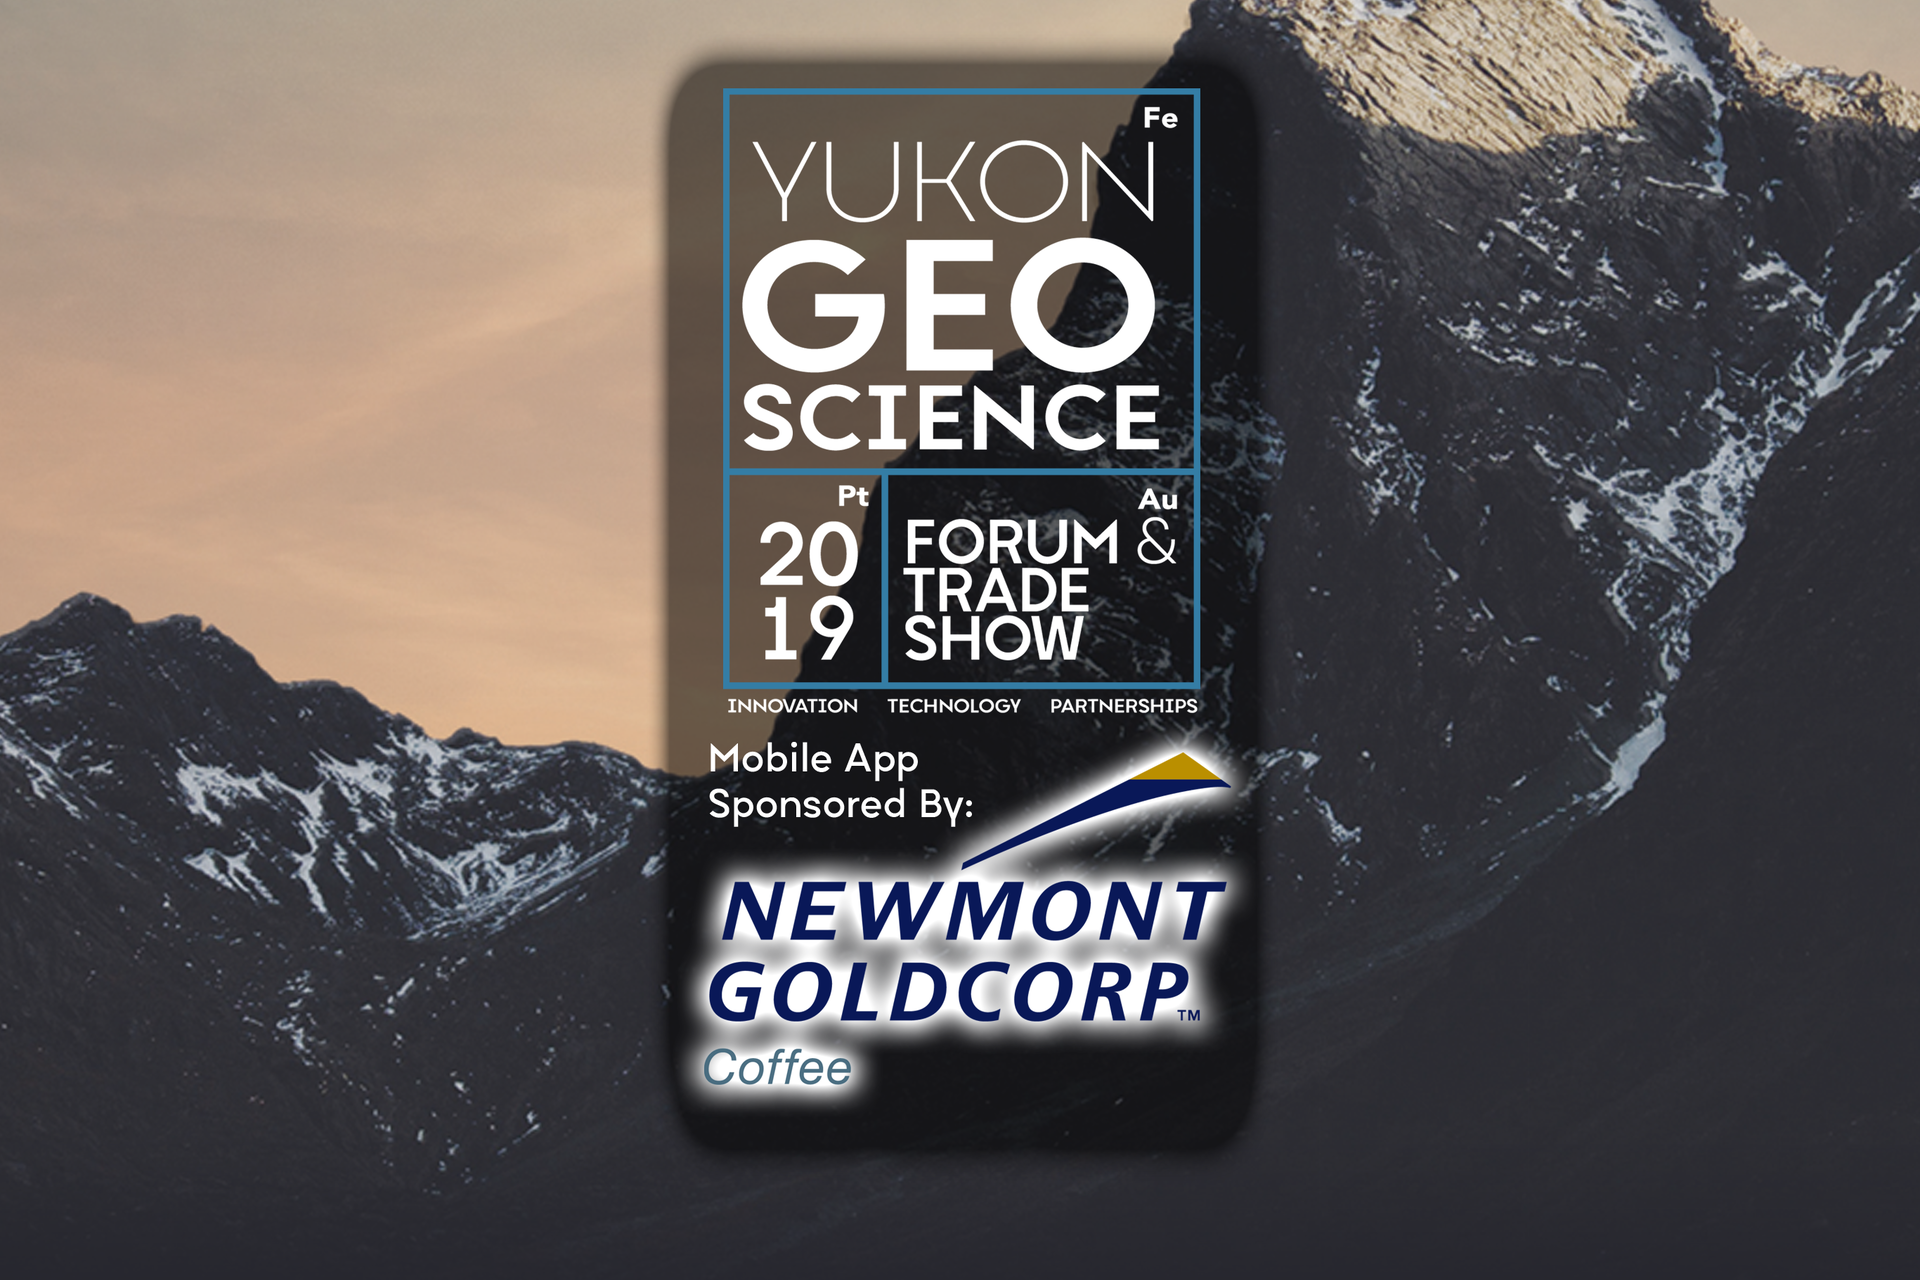 Fe
YUKON
GEO
SCIENCE
Pt
20
19
Au
FORUM &
TRADE
SHOW
INNOVATION TECHNOLOGY PARTNERSHIPS
Mobile App
Sponsored By:
NEWMONT
GOLDCORP™
Coffee